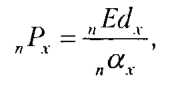 ₙPₓ = ₙEdₓ / ₙαₓ,